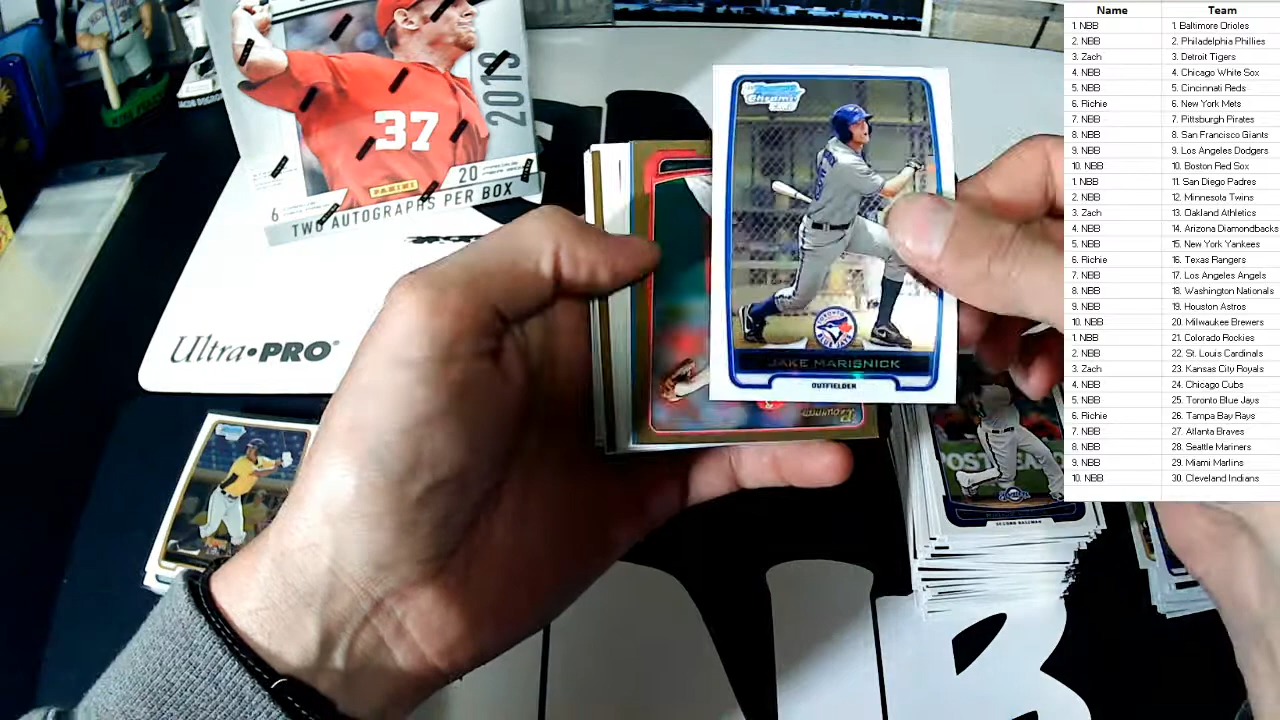 Name Team
1. NBB 1. Baltimore Orioles
2. NBB 2. Philadelphia Phillies
3. Zach 3. Detroit Tigers
4. NBB 4. Chicago White Sox
5. NBB 5. Cincinnati Reds
6. Richie 6. New York Mets
7. NBB 7. Pittsburgh Pirates
8. NBB 8. San Francisco Giants
9. NBB 9. Los Angeles Dodgers
10. NBB
1. NBB 11. San Diego Padres
2. NBB 12. Minnesota Twins
3. Zach 13. Oakland Athletics
4. NBB 14. Arizona Diamondbacks
5. NBB 15. New York Yankees
6. Richie 16. Texas Rangers
7. NBB 17. Los Angeles Angels
8. NBB 18. Washington Nationals
9. NBB 19. Houston Astros
10. NBB 20. Milwaukee Brewers
1. NBB 21. Colorado Rockies
2. NBB 22. St. Louis Cardinals
3. Zach 23. Kansas City Royals
4. NBB 24. Chicago Cubs
5. NBB 25. Toronto Blue Jays
6. Richie 26. Tampa Bay Rays
7. NBB 27. Atlanta Braves
8. NBB 28. Seattle Mariners
9. NBB 29. Miami Marlins
10. NBB 30. Cleveland Indians
37
2013
PANINI
20
6
TWO AUTOGRAPHS PER BOX
Ultra•PRO
Chrome
JAKE MARISNICK
OUTFIELDER
Bowman
POSTSEASON
SECOND BASEMAN